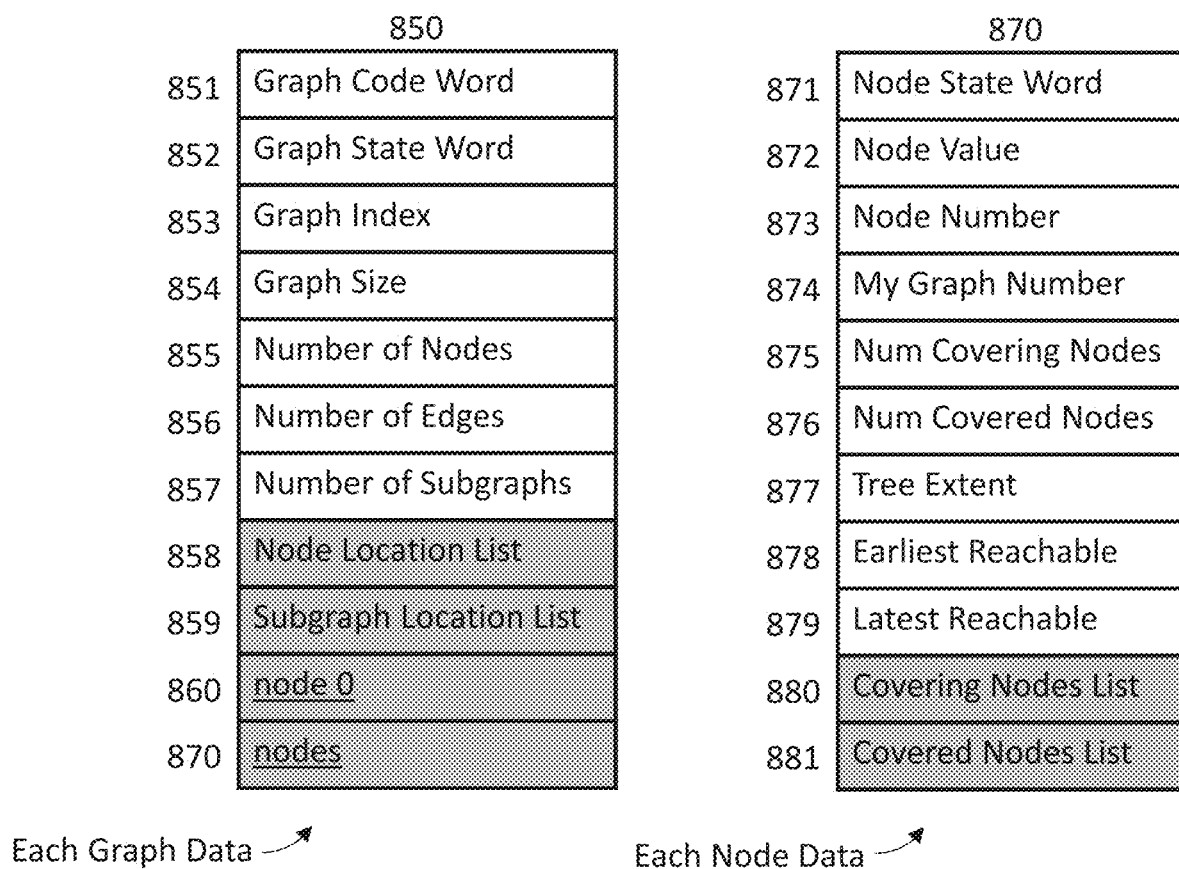 850
851 Graph Code Word
852 Graph State Word
853 Graph Index
854 Graph Size
855 Number of Nodes
856 Number of Edges
857 Number of Subgraphs
858 Node Location List
859 Subgraph Location List
860 node 0
870 nodes
Each Graph Data
870
871 Node State Word
872 Node Value
873 Node Number
874 My Graph Number
875 Num Covering Nodes
876 Num Covered Nodes
877 Tree Extent
878 Earliest Reachable
879 Latest Reachable
880 Covering Nodes List
881 Covered Nodes List
Each Node Data